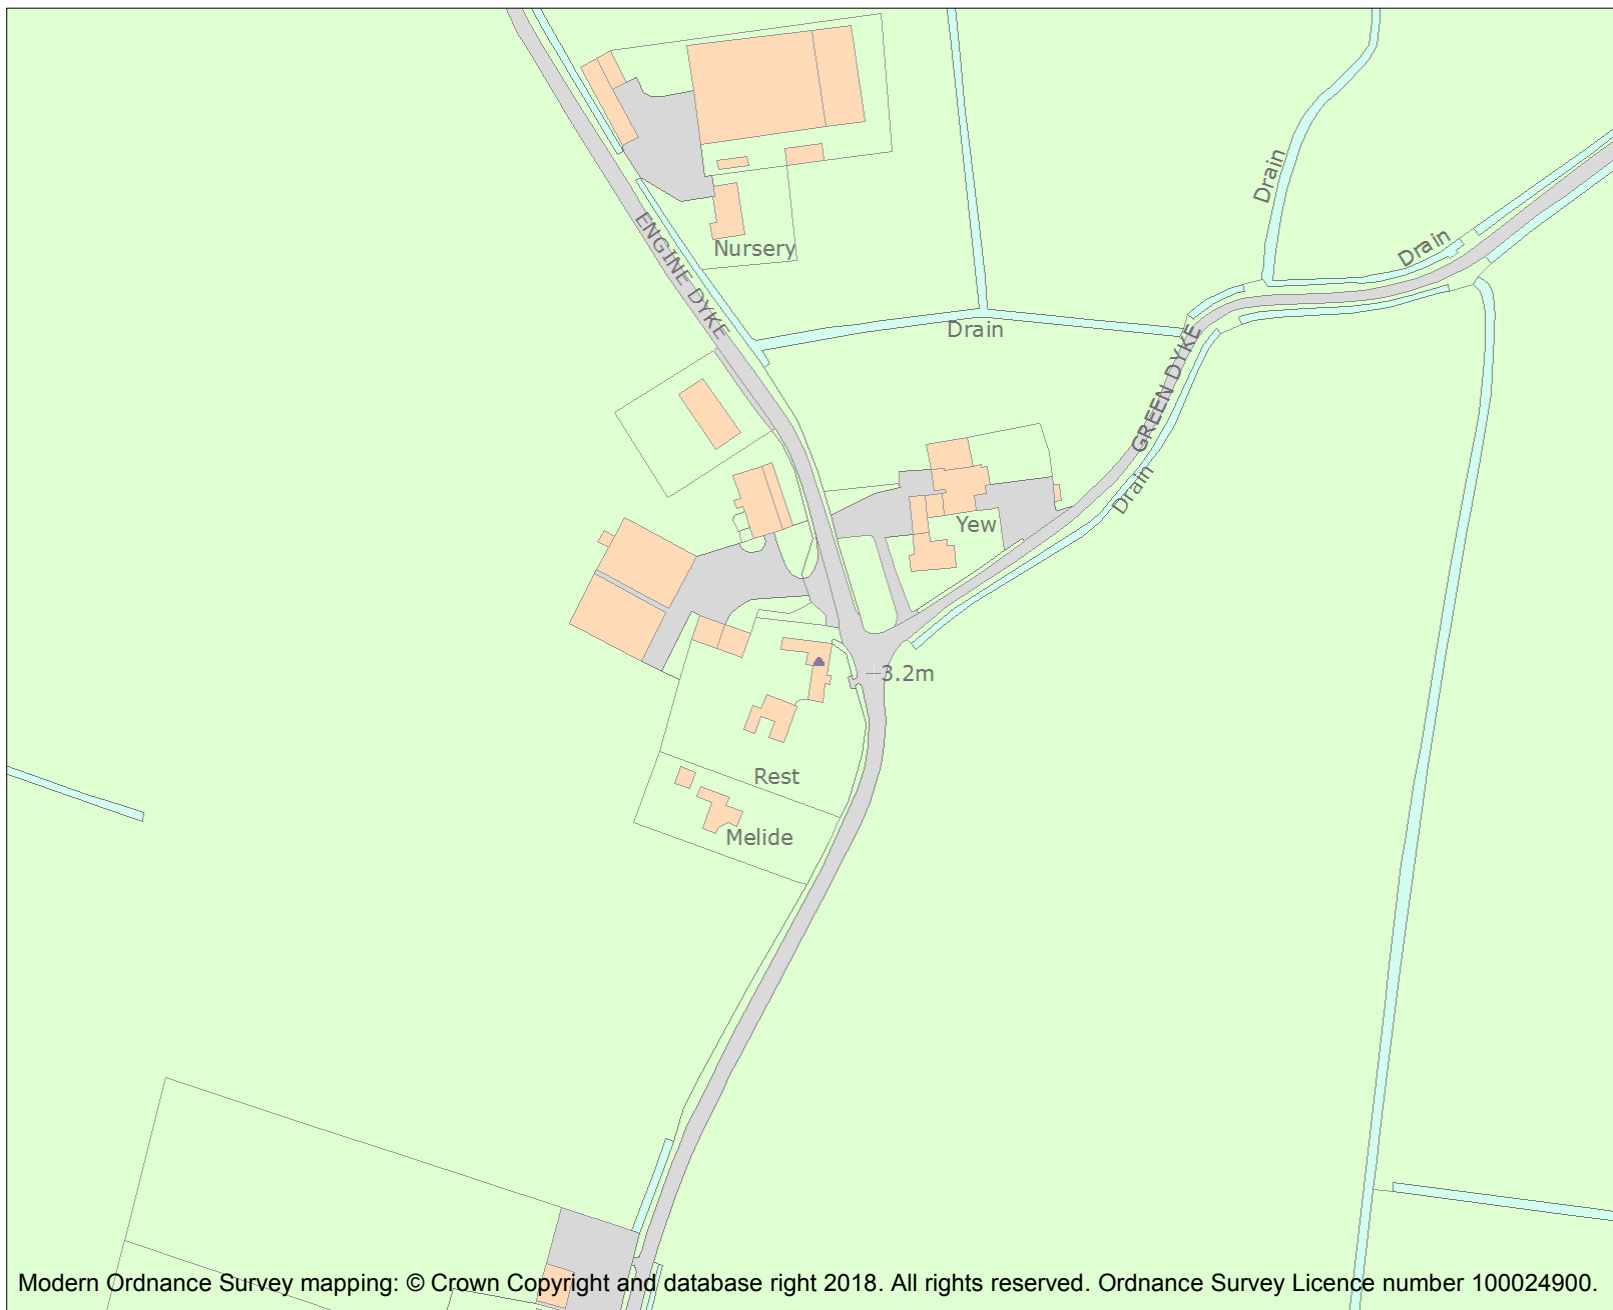 Drain
Drain
ENGINE DYKE
Nursery
Drain
GREEN DYKE
Drain
Yew
3.2m
Rest
Melide
Modern Ordnance Survey mapping: © Crown Copyright and database right 2018. All rights reserved. Ordnance Survey Licence number 100024900.